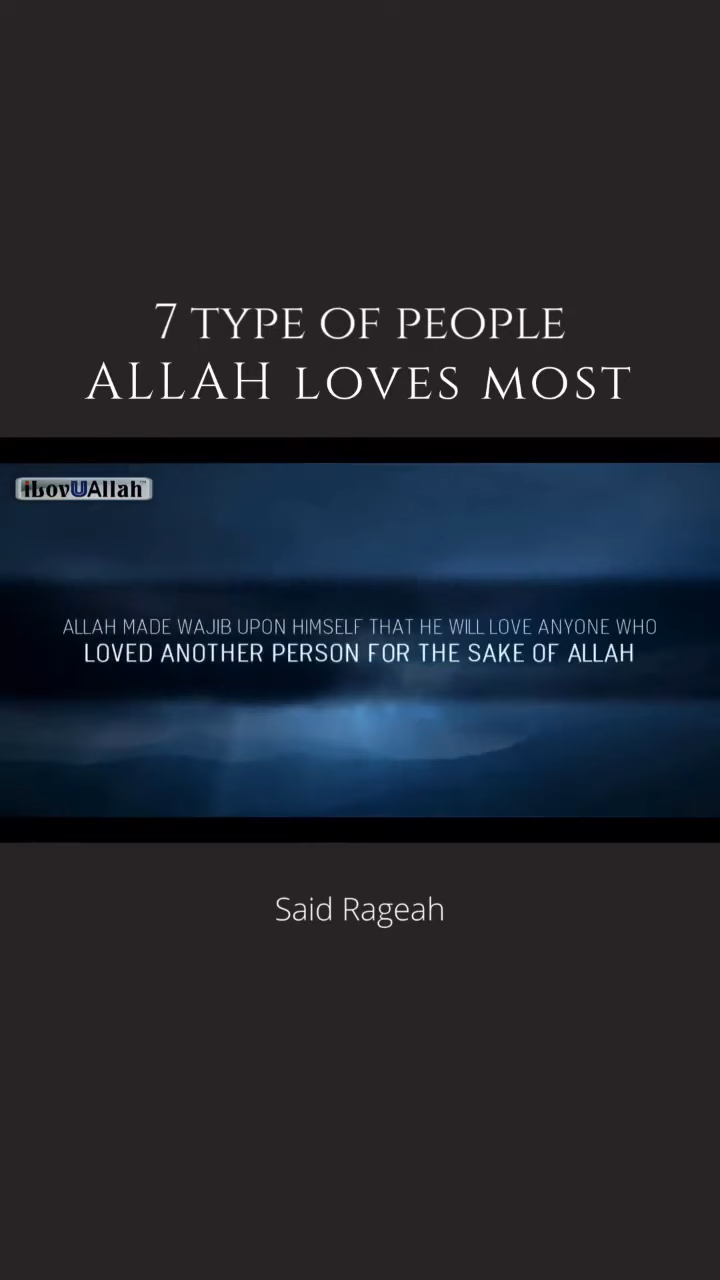 7 TYPE OF PEOPLE
ALLAH LOVES MOST
iLovUAllah™
ALLAH MADE WAJIB UPON HIMSELF THAT HE WILL LOVE ANYONE WHO
LOVED ANOTHER PERSON FOR THE SAKE OF ALLAH
Said Rageah